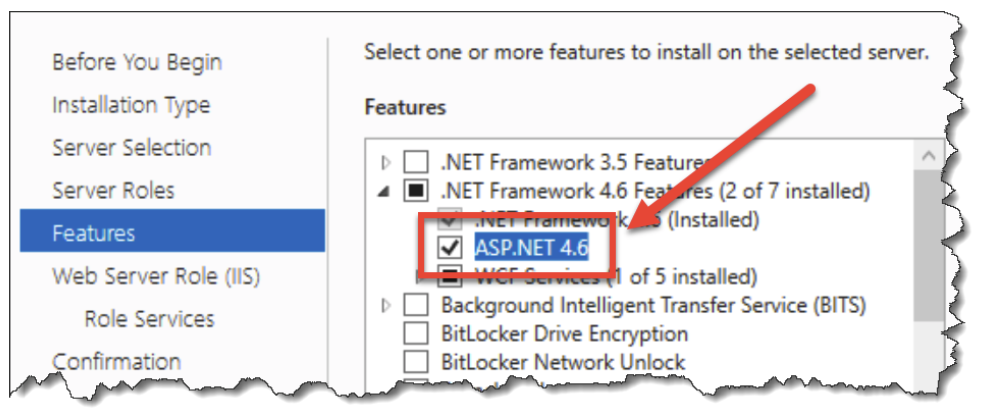 Before You Begin
Installation Type
Server Selection
Server Roles
Features
Web Server Role (IIS)
Role Services
Confirmation
Select one or more features to install on the selected server.
Features
.NET Framework 3.5 Features
.NET Framework 4.6 Features (2 of 7 installed)
.NET Framework 4.6 (Installed)
ASP.NET 4.6
WCF Services (1 of 5 installed)
Background Intelligent Transfer Service (BITS)
BitLocker Drive Encryption
BitLocker Network Unlock